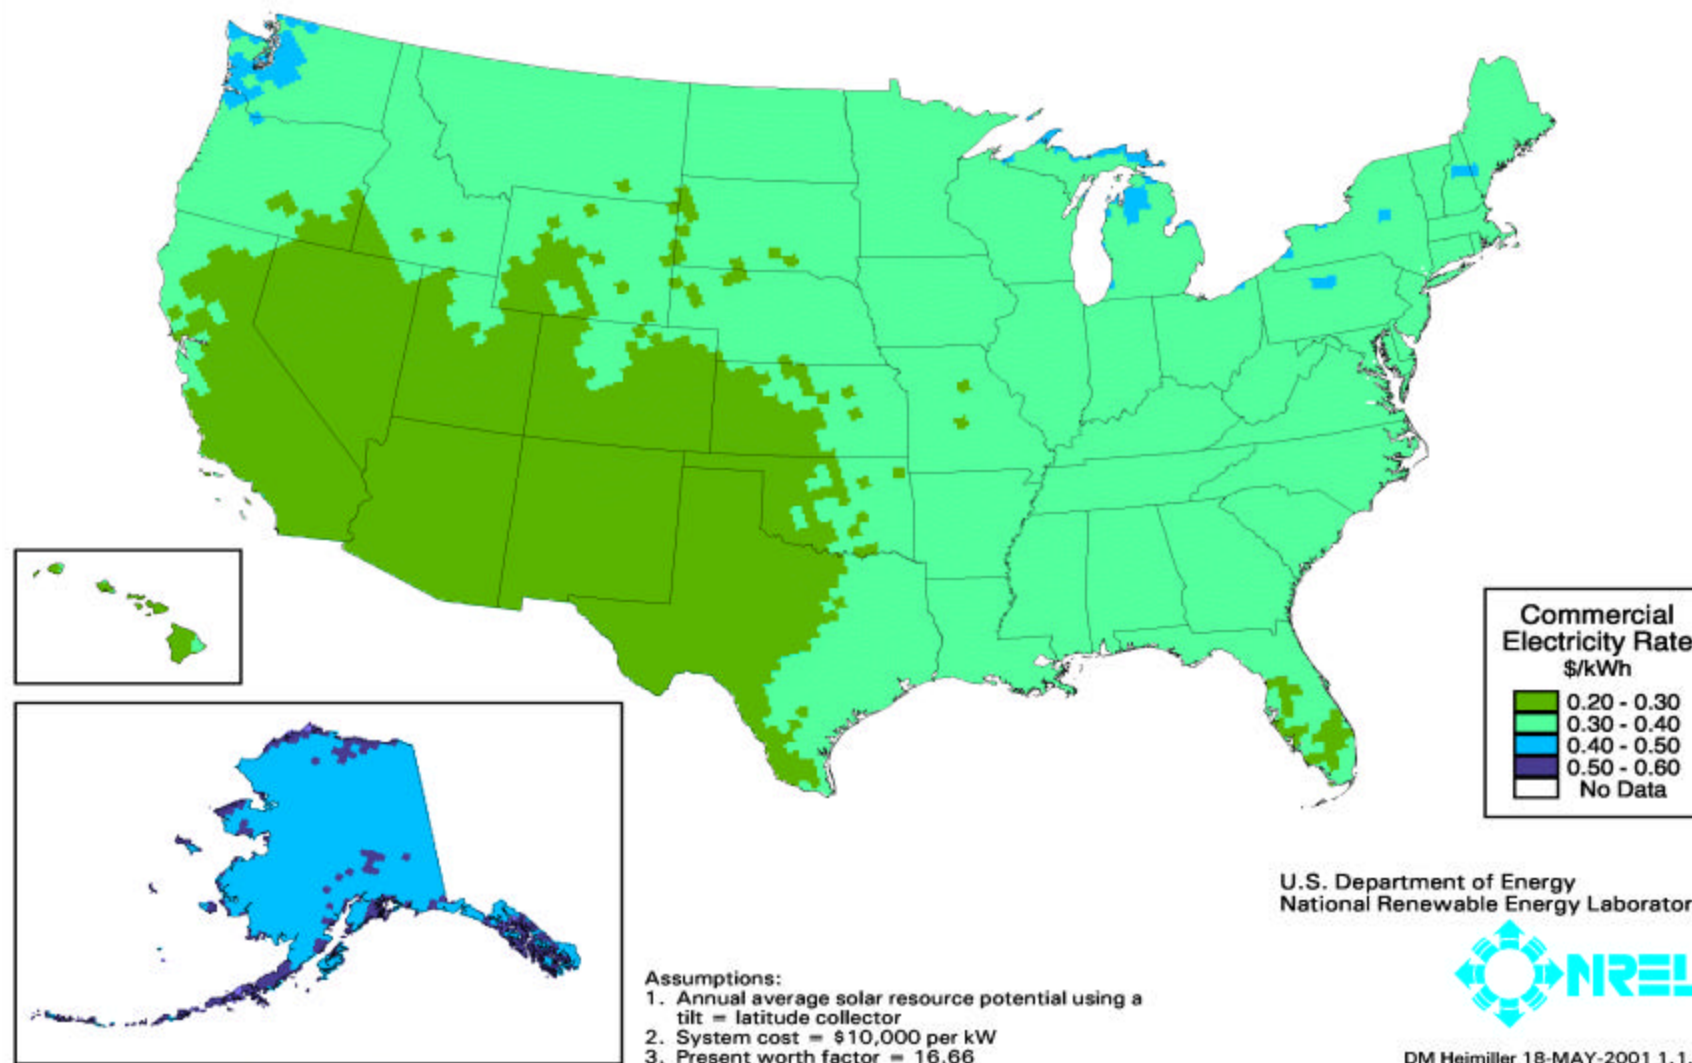 Commercial
Electricity Rate
$/kWh
0.20 - 0.30
0.30 - 0.40
0.40 - 0.50
0.50 - 0.60
No Data
U.S. Department of Energy
National Renewable Energy Laborator
NREL
Assumptions:
1. Annual average solar resource potential using a
tilt = latitude collector
2. System cost = $10,000 per kW
3. Present worth factor = 16.66
DM Heimiller 18-MAY-2001 1.1.